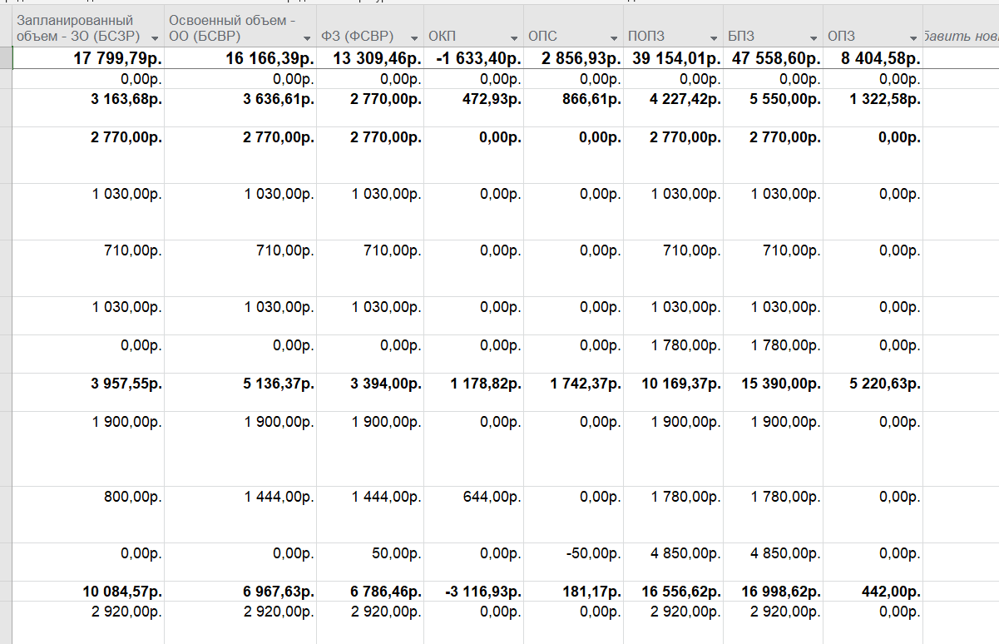 Запланированный объем - ЗО (БСЗР) Освоенный объем - ОО (БСВР) ФЗ (ФСВР) ОКП ОПС ПОПЗ БПЗ ОПЗ бавить нов
17 799,79р. 16 166,39р. 13 309,46р. -1 633,40р. 2 856,93р. 39 154,01р. 47 558,60р. 8 404,58р.
0,00р. 0,00р. 0,00р. 0,00р. 0,00р. 0,00р. 0,00р. 0,00р.
3 163,68р. 3 636,61р. 2 770,00р. 472,93р. 866,61р. 4 227,42р. 5 550,00р. 1 322,58р.
2 770,00р. 2 770,00р. 2 770,00р. 0,00р. 0,00р. 2 770,00р. 2 770,00р. 0,00р.
1 030,00р. 1 030,00р. 1 030,00р. 0,00р. 0,00р. 1 030,00р. 1 030,00р. 0,00р.
710,00р. 710,00р. 710,00р. 0,00р. 0,00р. 710,00р. 710,00р. 0,00р.
1 030,00р. 1 030,00р. 1 030,00р. 0,00р. 0,00р. 1 030,00р. 1 030,00р. 0,00р.
0,00р. 0,00р. 0,00р. 0,00р. 0,00р. 1 780,00р. 1 780,00р. 0,00р.
3 957,55р. 5 136,37р. 3 394,00р. 1 178,82р. 1 742,37р. 10 169,37р. 15 390,00р. 5 220,63р.
1 900,00р. 1 900,00р. 1 900,00р. 0,00р. 0,00р. 1 900,00р. 1 900,00р. 0,00р.
800,00р. 1 444,00р. 1 444,00р. 644,00р. 0,00р. 1 780,00р. 1 780,00р. 0,00р.
0,00р. 0,00р. 50,00р. 0,00р. -50,00р. 4 850,00р. 4 850,00р. 0,00р.
10 084,57р. 6 967,63р. 6 786,46р. -3 116,93р. 181,17р. 16 556,62р. 16 998,62р. 442,00р.
2 920,00р. 2 920,00р. 2 920,00р. 0,00р. 0,00р. 2 920,00р. 2 920,00р. 0,00р.